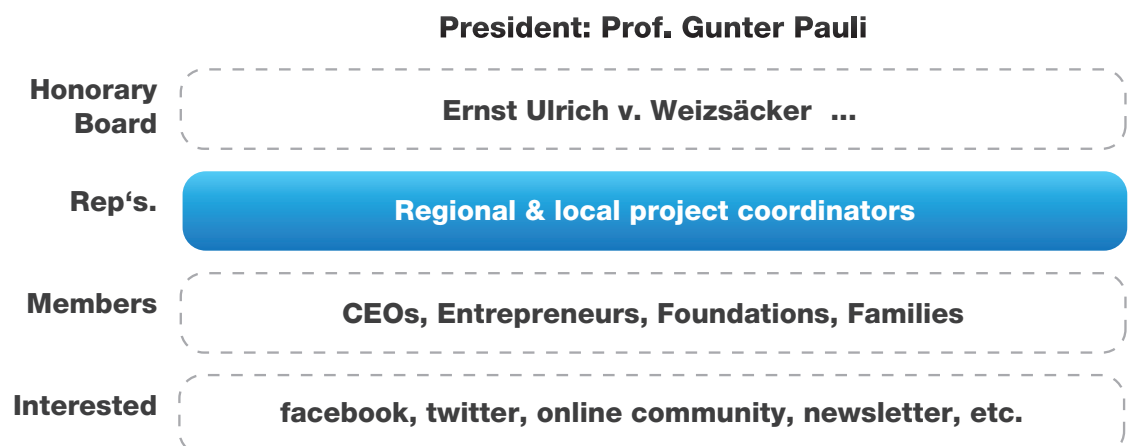 President: Prof. Gunter Pauli
Honorary
Board
Ernst Ulrich v. Weizsäcker ...
Rep‘s.
Regional & local project coordinators
Members
CEOs, Entrepreneurs, Foundations, Families
Interested
facebook, twitter, online community, newsletter, etc.